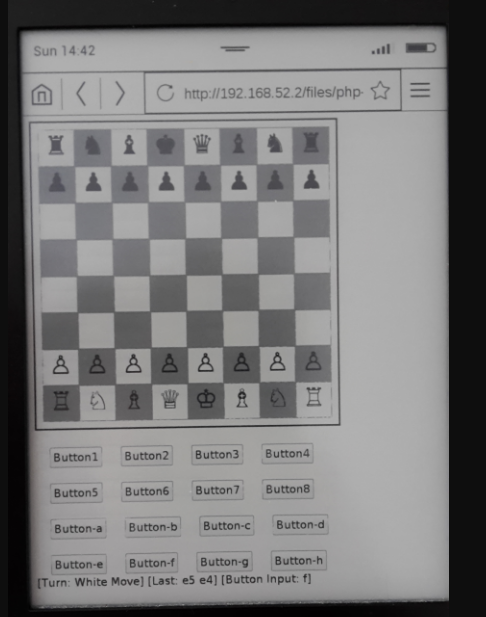 Sun 14:42
http://192.168.52.2/files/php-
Button1 Button2 Button3 Button4
Button5 Button6 Button7 Button8
Button-a Button-b Button-c Button-d
Button-e Button-f Button-g Button-h
[Turn: White Move] [Last: e5 e4] [Button Input: f]